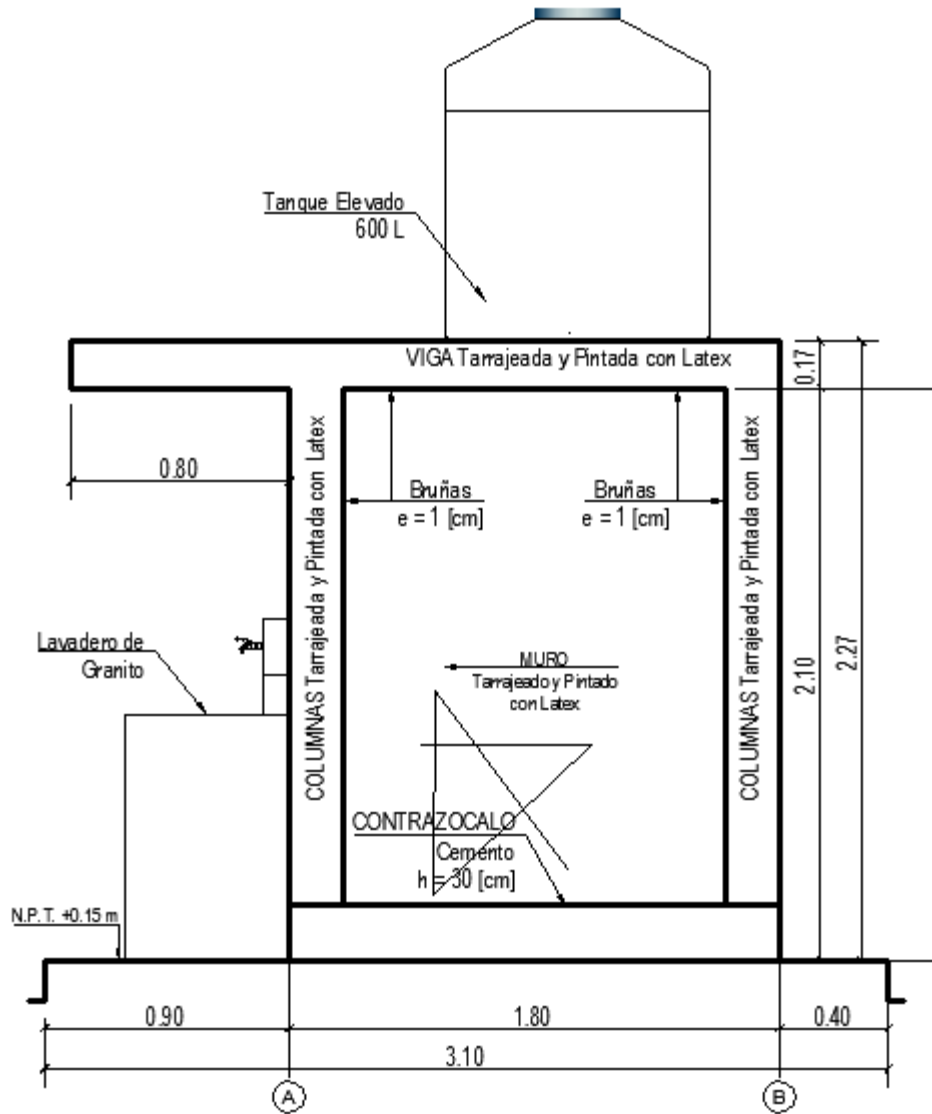 Tanque Elevado
600 L
VIGA Tarrajeada y Pintada con Latex
0.17
0.80
COLUMNAS Tarrajeada y Pintada con Latex
Bruñas
e = 1 [cm]
Bruñas
e = 1 [cm]
COLUMNAS Tarrajeada y Pintada con Latex
2.10
2.27
Lavadero de
Granito
MURO
Tarrajeado y Pintado
con Latex
CONTRAZOCALO
Cemento
h = 30 [cm]
N.P.T. +0.15 m
0.90
1.80
0.40
3.10
A
B